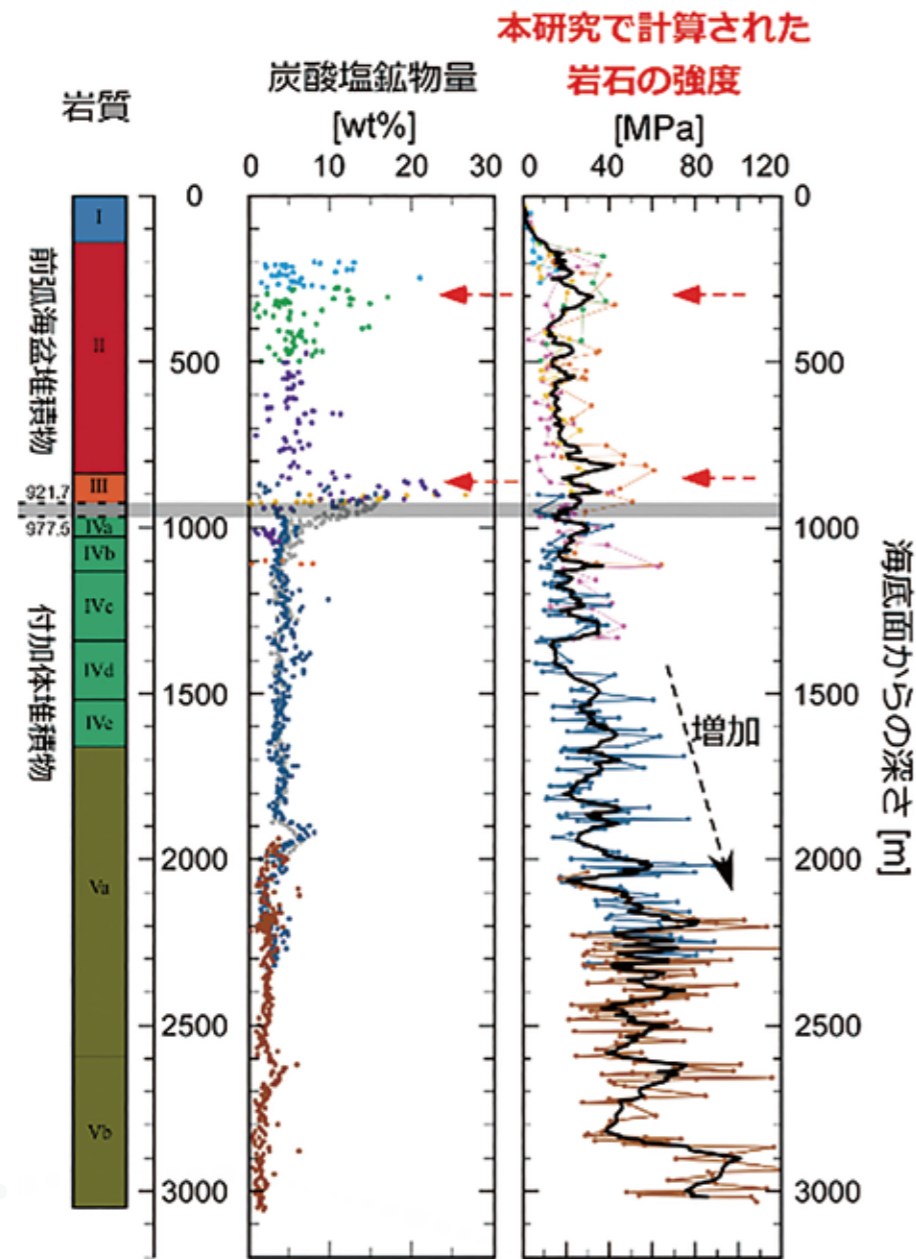 本研究で計算された
岩石の強度
[MPa]
炭酸塩鉱物量
[wt%]
岩質
0 10 20 30
0 40 80 120
0
500
1000
1500
2000
2500
3000
0
500
1000
1500
2000
2500
3000
I
II
III
IVa
IVb
IVc
IVd
IVe
Va
Vb
前弧海盆堆積物
921.7
977.5
付加体堆積物
増加
海底面からの深さ [m]